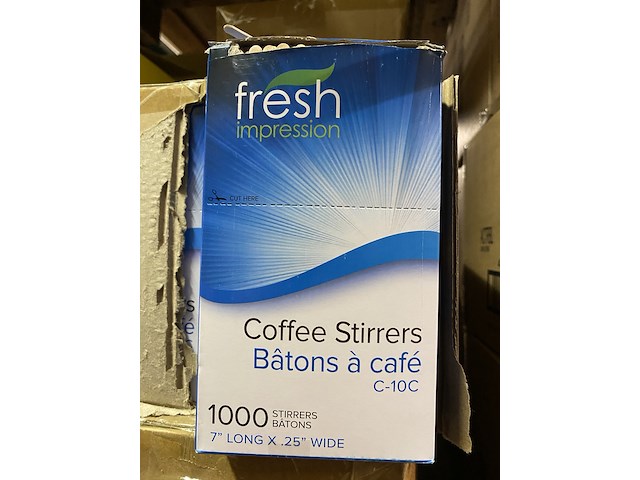 fresh
impression
CUT HERE
Coffee Stirrers
Bâtons à café
C-10C
1000 STIRRERS
BÂTONS
7" LONG X .25" WIDE
s
é